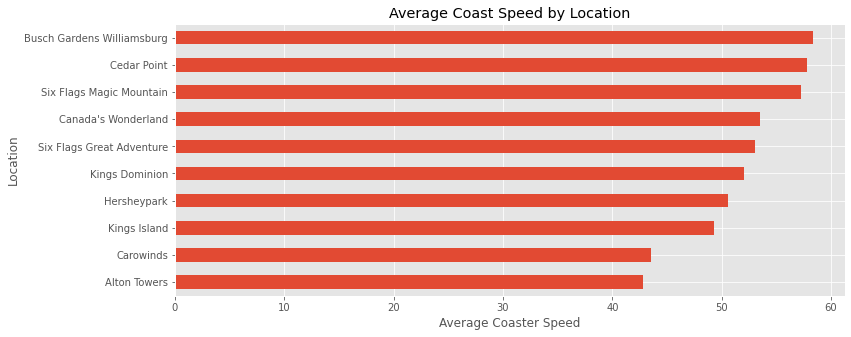 Average Coast Speed by Location
Busch Gardens Williamsburg
Cedar Point
Six Flags Magic Mountain
Canada's Wonderland
Six Flags Great Adventure
Kings Dominion
Hersheypark
Kings Island
Carowinds
Alton Towers
Location
0 10 20 30 40 50 60
Average Coaster Speed